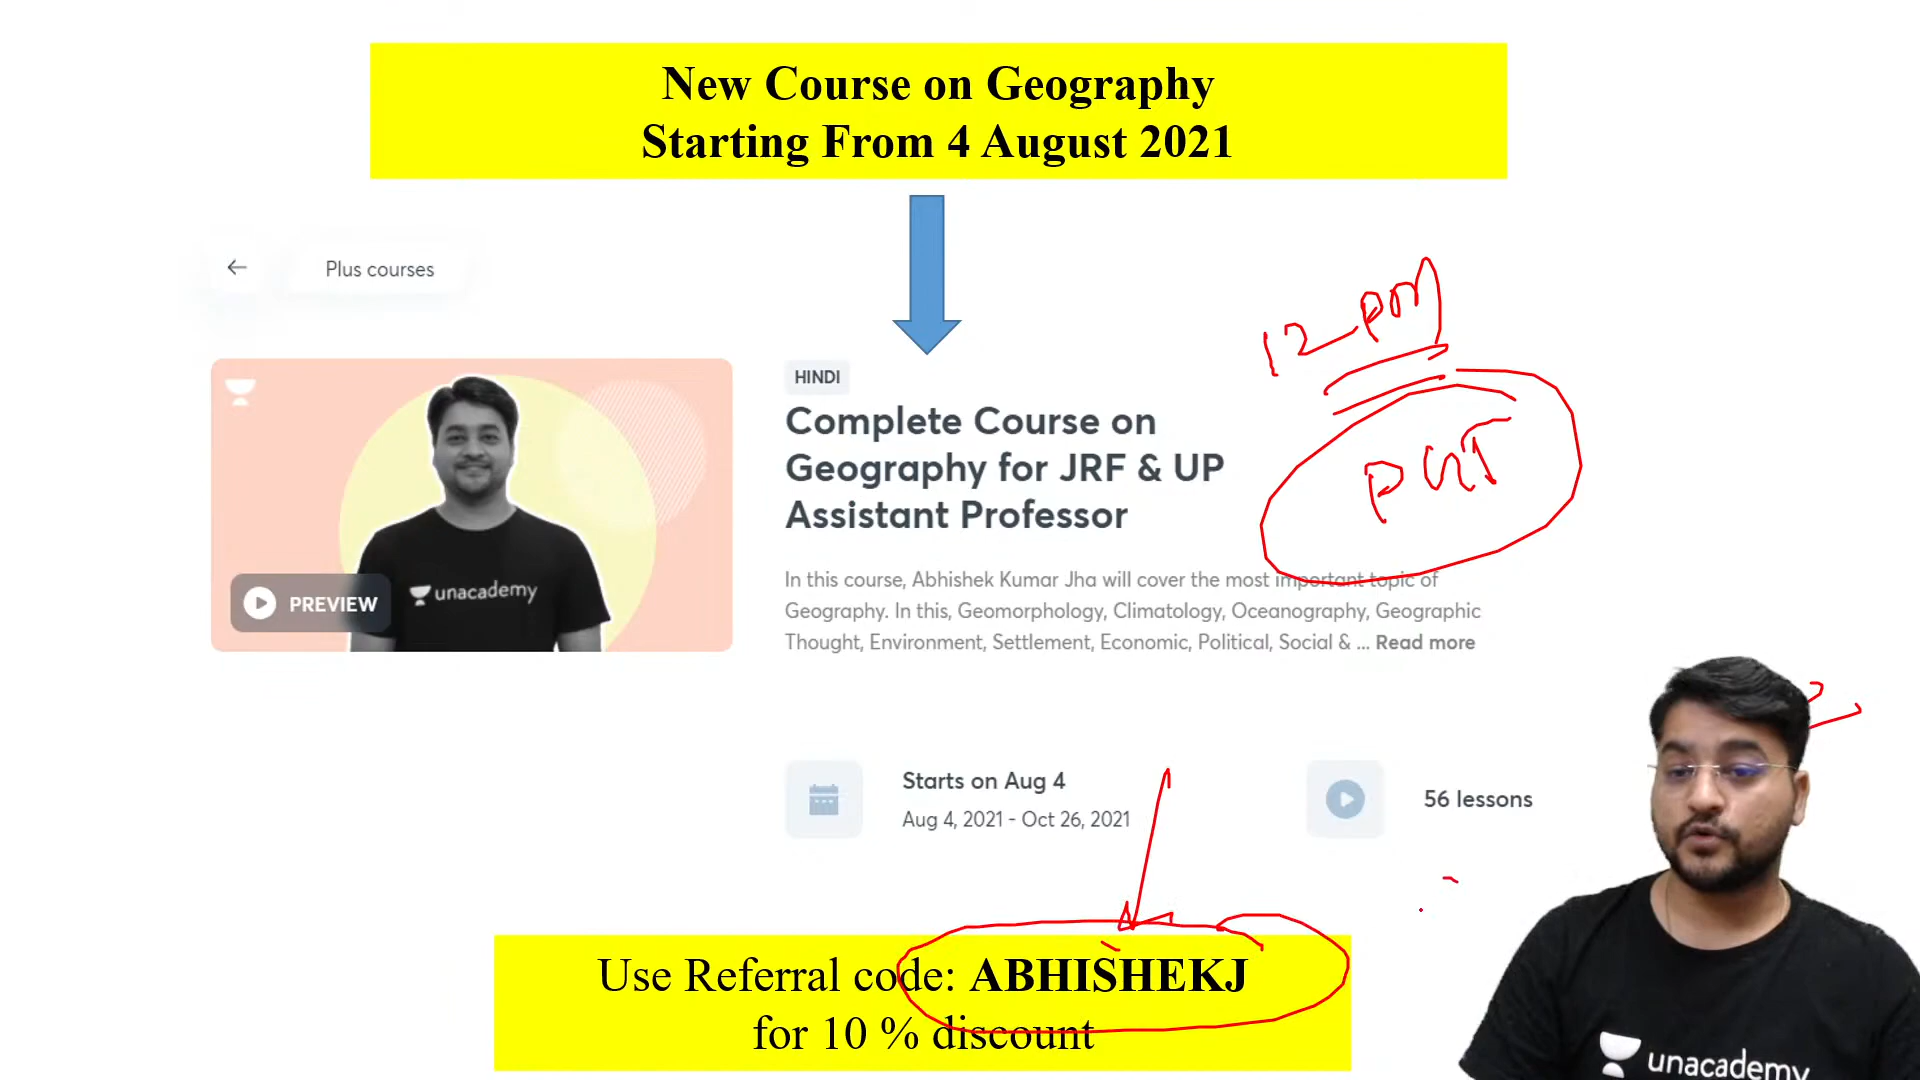 New Course on Geography
Starting From 4 August 2021
Plus courses
12 PM
HINDI
Complete Course on
Geography for JRF & UP
Assistant Professor
PGT
PREVIEW
unacademy
In this course, Abhishek Kumar Jha will cover the most important topic of
Geography. In this, Geomorphology, Climatology, Oceanography, Geographic
Thought, Environment, Settlement, Economic, Political, Social & ... Read more
Starts on Aug 4
Aug 4, 2021 - Oct 26, 2021
56 lessons
Use Referral code: ABHISHEKJ
for 10 % discount
unacademy